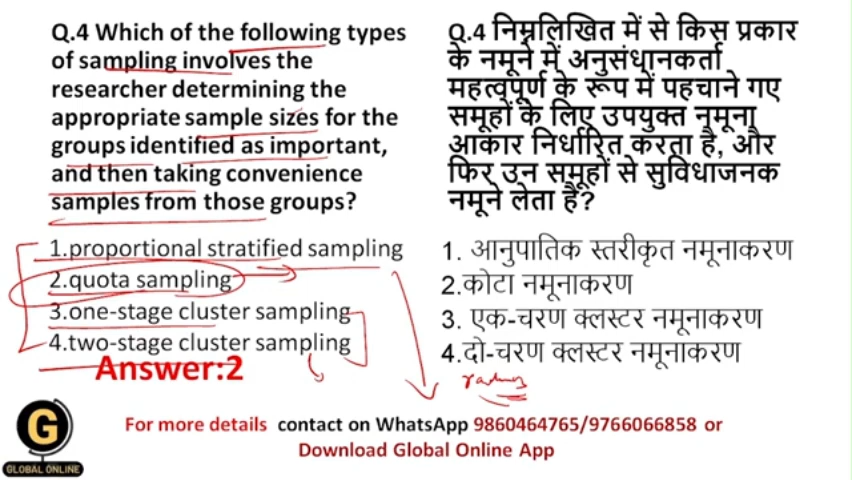 Q.4 Which of the following types
of sampling involves the
researcher determining the
appropriate sample sizes for the
groups identified as important,
and then taking convenience
samples from those groups?
1.proportional stratified sampling
2.quota sampling
3.one-stage cluster sampling
4.two-stage cluster sampling
Answer:2
Q.4 निम्नलिखित में से किस प्रकार
के नमूने में अनुसंधानकर्ता
महत्वपूर्ण के रूप में पहचाने गए
समूहों के लिए उपयुक्त नमूना
आकार निर्धारित करता है, और
फिर उन समूहों से सुविधाजनक
नमूने लेता है?
1. आनुपातिक स्तरीकृत नमूनाकरण
2.कोटा नमूनाकरण
3. एक-चरण क्लस्टर नमूनाकरण
4.दो-चरण क्लस्टर नमूनाकरण
For more details contact on WhatsApp 9860464765/9766066858 or
Download Global Online App
G
GLOBAL ONLINE